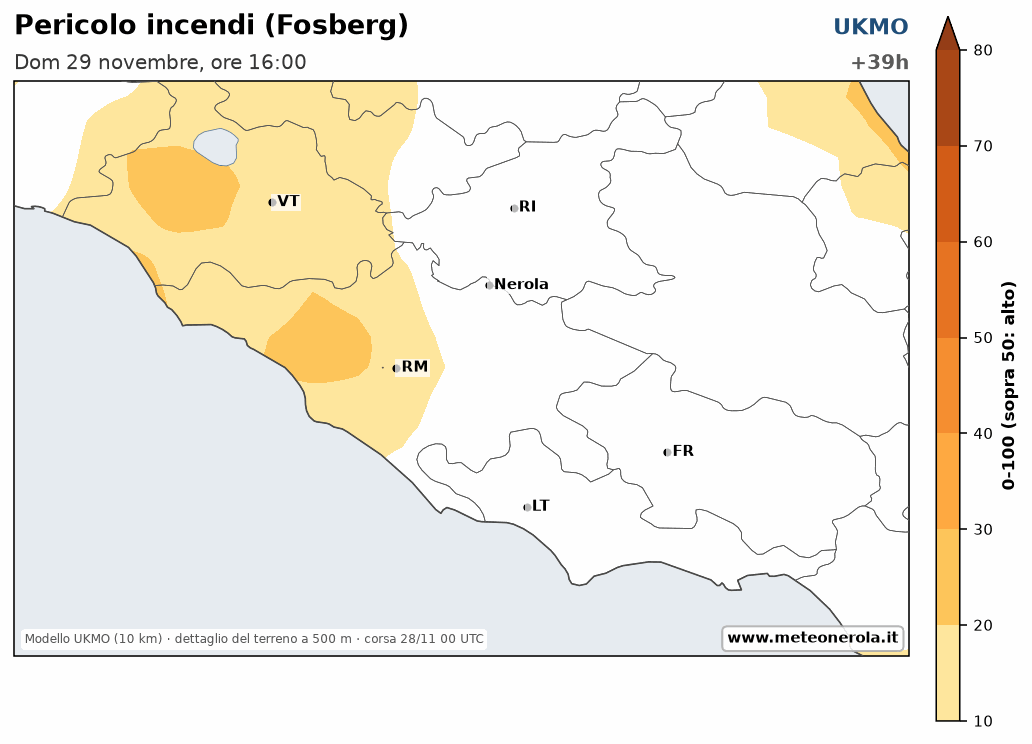 Pericolo incendi (Fosberg)
UKMO
Dom 29 novembre, ore 16:00
+39h
80
70
60
50
40
30
20
10
0-100 (sopra 50: alto)
VT
RI
Nerola
RM
FR
LT
Modello UKMO (10 km) · dettaglio del terreno a 500 m · corsa 28/11 00 UTC
www.meteonerola.it